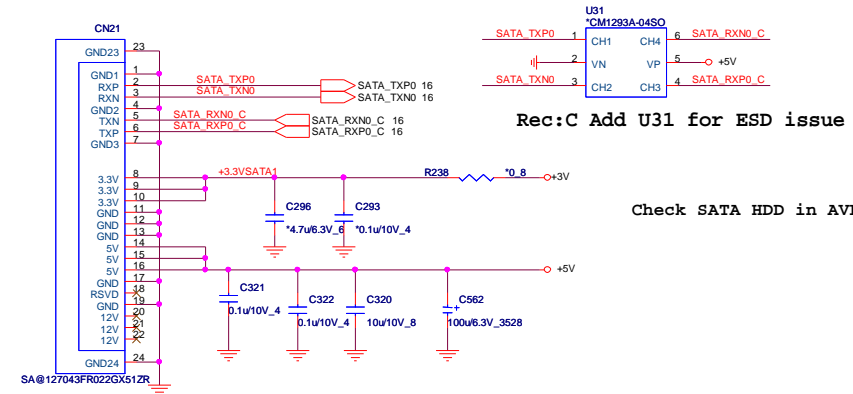 U31
*CM1293A-04SO
CN21
SATA_TXP0 1 CH1 CH4 6 SATA_RXN0_C
2 VN VP 5 +5V
SATA_TXN0 3 CH2 CH3 4 SATA_RXP0_C
Rec:C Add U31 for ESD issue
GND23 23
GND1 1
RXP 2 SATA_TXP0 SATA_TXP0 16
RXN 3 SATA_TXN0 SATA_TXN0 16
GND2 4
TXN 5 SATA_RXN0_C SATA_RXN0_C 16
TXP 6 SATA_RXP0_C SATA_RXP0_C 16
GND3 7
3.3V 8 +3.3VSATA1 R238 *0_8 +3V
3.3V 9
3.3V 10
GND 11
GND 12
GND 13
C296 C293
*4.7u/6.3V_6 *0.1u/10V_4
Check SATA HDD in
5V 14
5V 15
5V 16 +5V
GND 17
RSVD 18
GND 19
12V 20
12V 21
12V 22
C321
0.1u/10V_4
C322 C320 C562
0.1u/10V_4 10u/10V_8 + 100u/6.3V_3528
GND24 24
SA@127043FR022GX51ZR